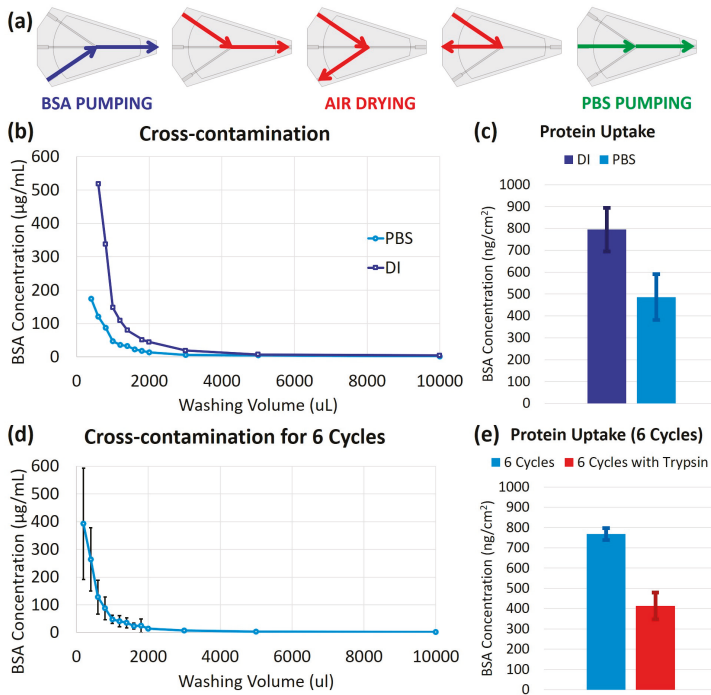 (a)
BSA PUMPING
AIR DRYING
PBS PUMPING
(b)
Cross-contamination
BSA Concentration (µg/mL)
600
500
400
300
200
100
0
PBS
DI
0
2000
4000
6000
8000
10000
Washing Volume (uL)
(c)
Protein Uptake
DI
PBS
BSA Concentration (ng/cm²)
1000
900
800
700
600
500
400
300
200
100
0
(d)
Cross-contamination for 6 Cycles
BSA Concentration (µg/mL)
600
500
400
300
200
100
0
0
2000
4000
6000
8000
10000
Washing Volume (ul)
(e)
Protein Uptake (6 Cycles)
6 Cycles
6 Cycles with Trypsin
BSA Concentration (ng/cm²)
1000
900
800
700
600
500
400
300
200
100
0